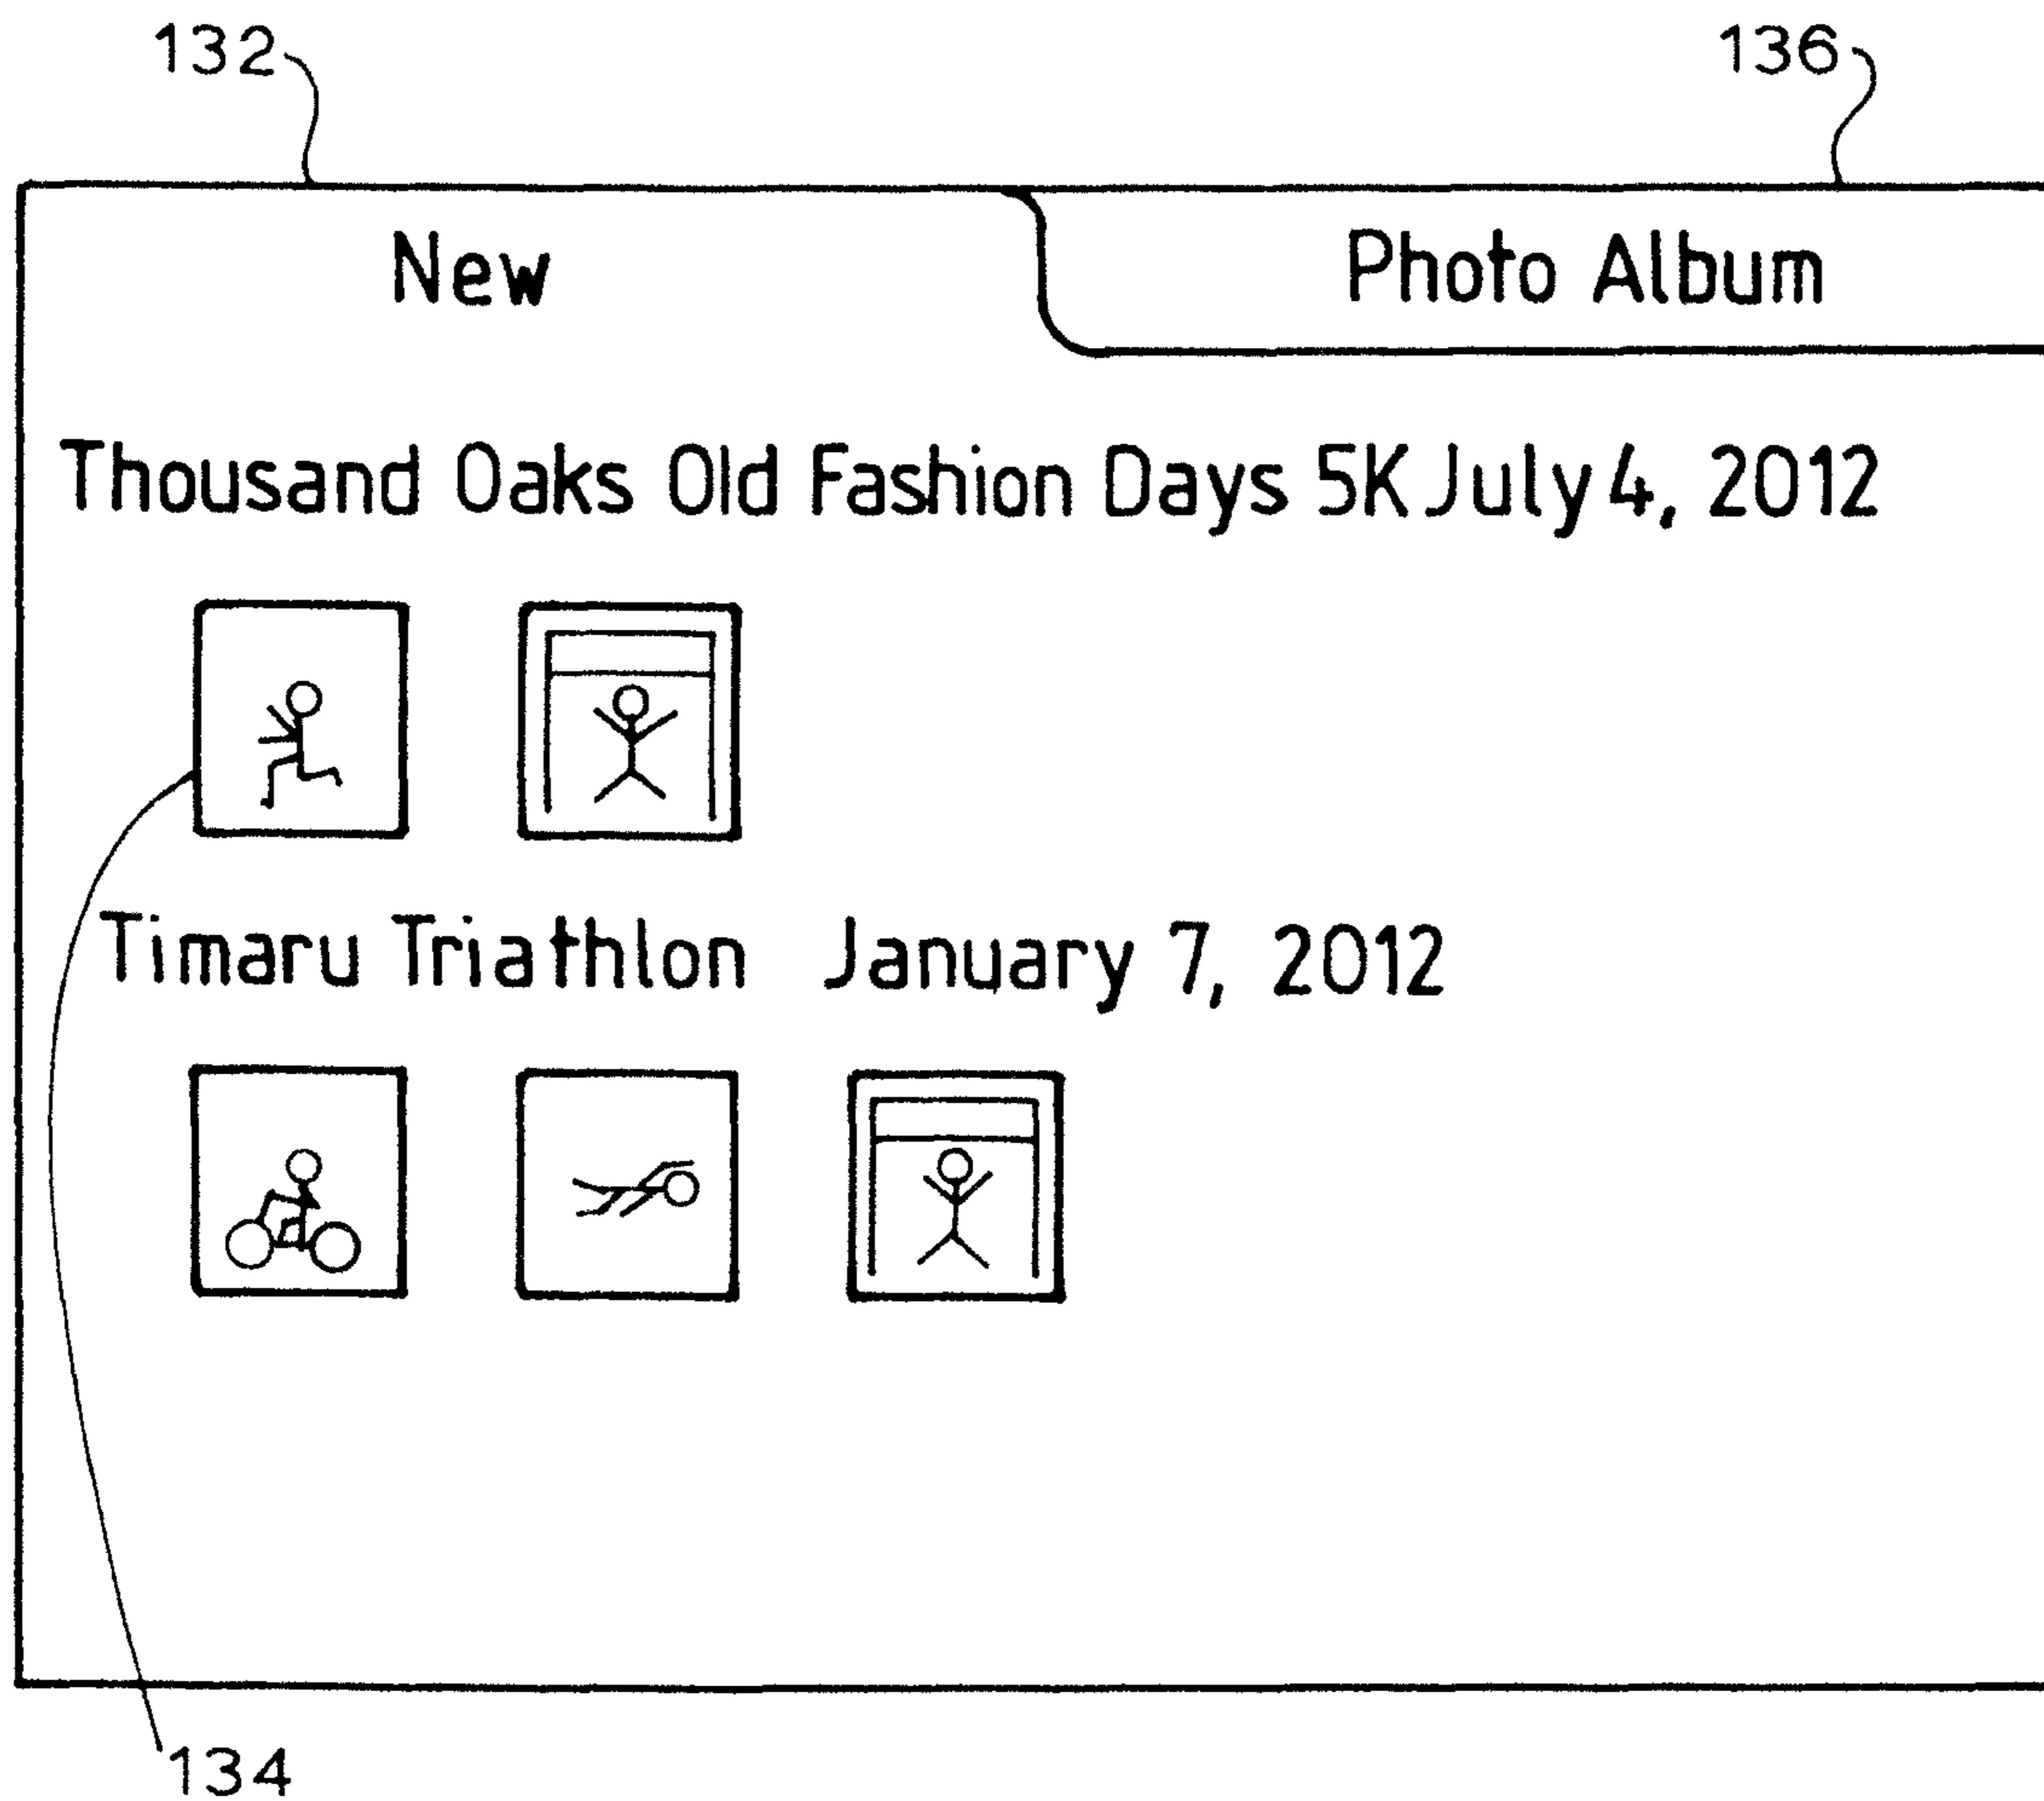 132 136
New Photo Album
Thousand Oaks Old Fashion Days 5K July 4, 2012
Timaru Triathlon January 7, 2012
134